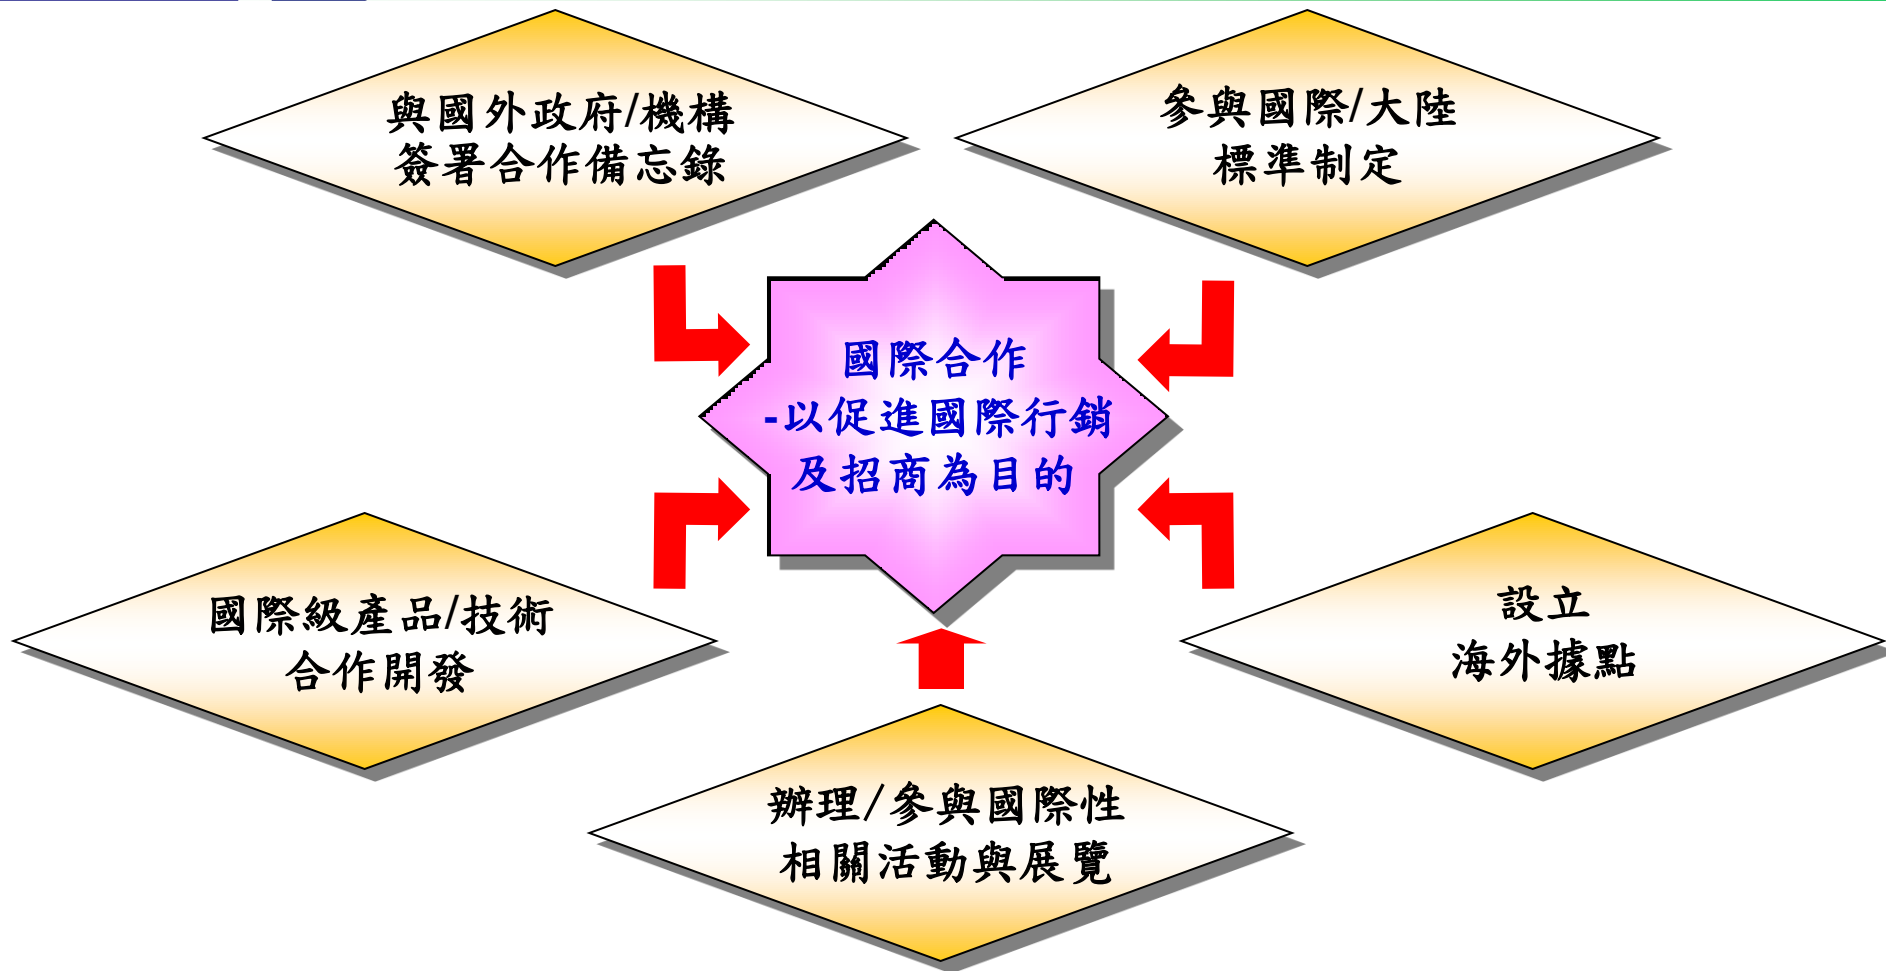 與國外政府/機構
簽署合作備忘錄
參與國際/大陸
標準制定
國際合作
-以促進國際行銷
及招商為目的
國際級產品/技術
合作開發
設立
海外據點
辦理/參與國際性
相關活動與展覽